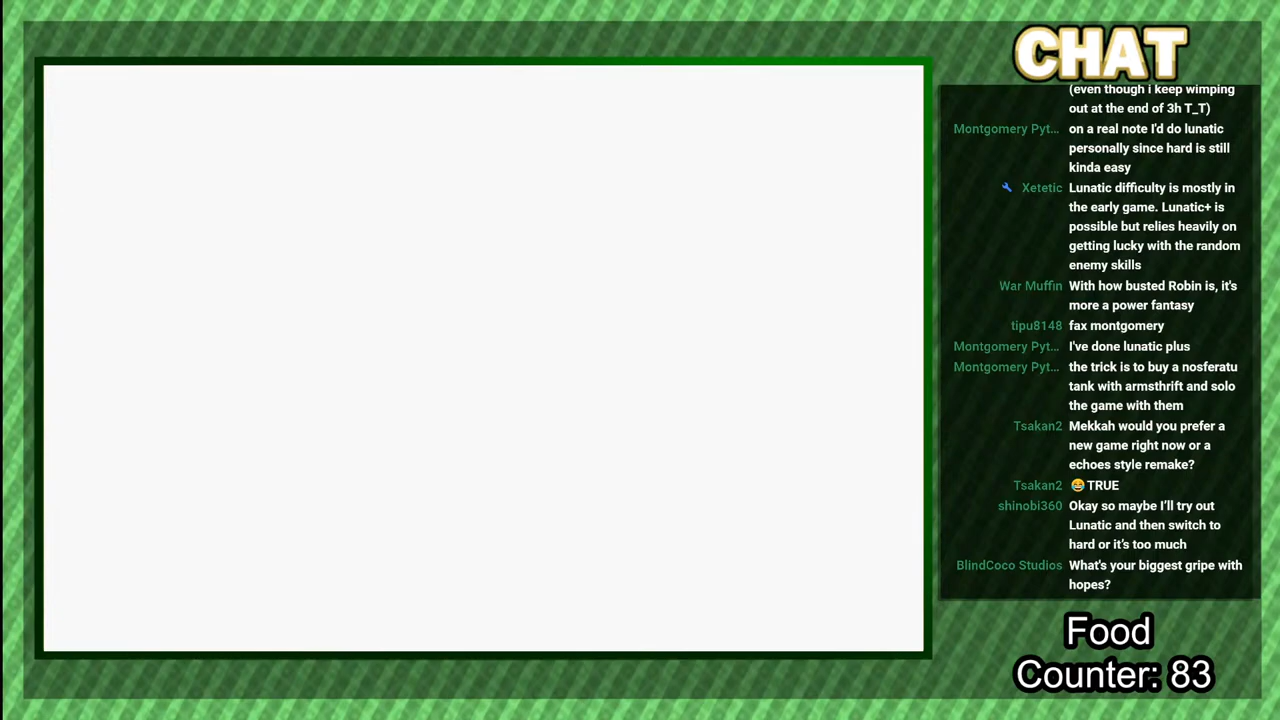 CHAT
(even though i keep wimping
out at the end of 3h T_T)
Montgomery Pyt... on a real note I'd do lunatic
personally since hard is still
kinda easy
Xetetic Lunatic difficulty is mostly in
the early game. Lunatic+ is
possible but relies heavily on
getting lucky with the random
enemy skills
War Muffin With how busted Robin is, it's
more a power fantasy
tipu8148 fax montgomery
Montgomery Pyt... I've done lunatic plus
Montgomery Pyt... the trick is to buy a nosferatu
tank with armsthrift and solo
the game with them
Tsakan2 Mekkah would you prefer a
new game right now or a
echoes style remake?
Tsakan2 😂TRUE
shinobi360 Okay so maybe I’ll try out
Lunatic and then switch to
hard or it’s too much
BlindCoco Studios What's your biggest gripe with
hopes?
Food
Counter: 83